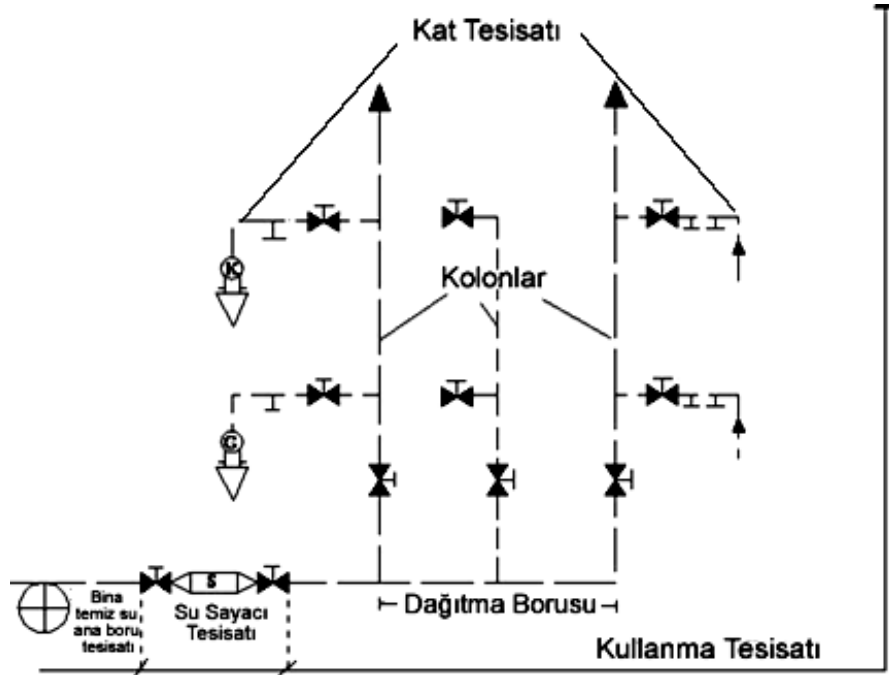 Kat Tesisatı
K
Kolonlar
C
S
Bina
temiz su
ana boru
tesisatı
Su Sayacı
Tesisatı
Dağıtma Borusu
Kullanma Tesisatı